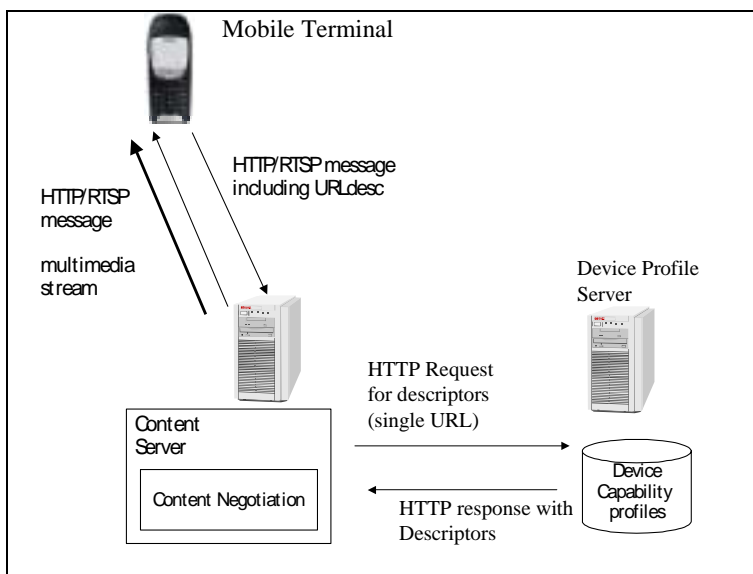 Mobile Terminal
HTTP/RTSP message
including URLdesc
HTTP/RTSP
message
multimedia
stream
Device Profile
Server
HTTP Request
for descriptors
(single URL)
Content
Server
Content Negotiation
Device
Capability
profiles
HTTP response with
Descriptors